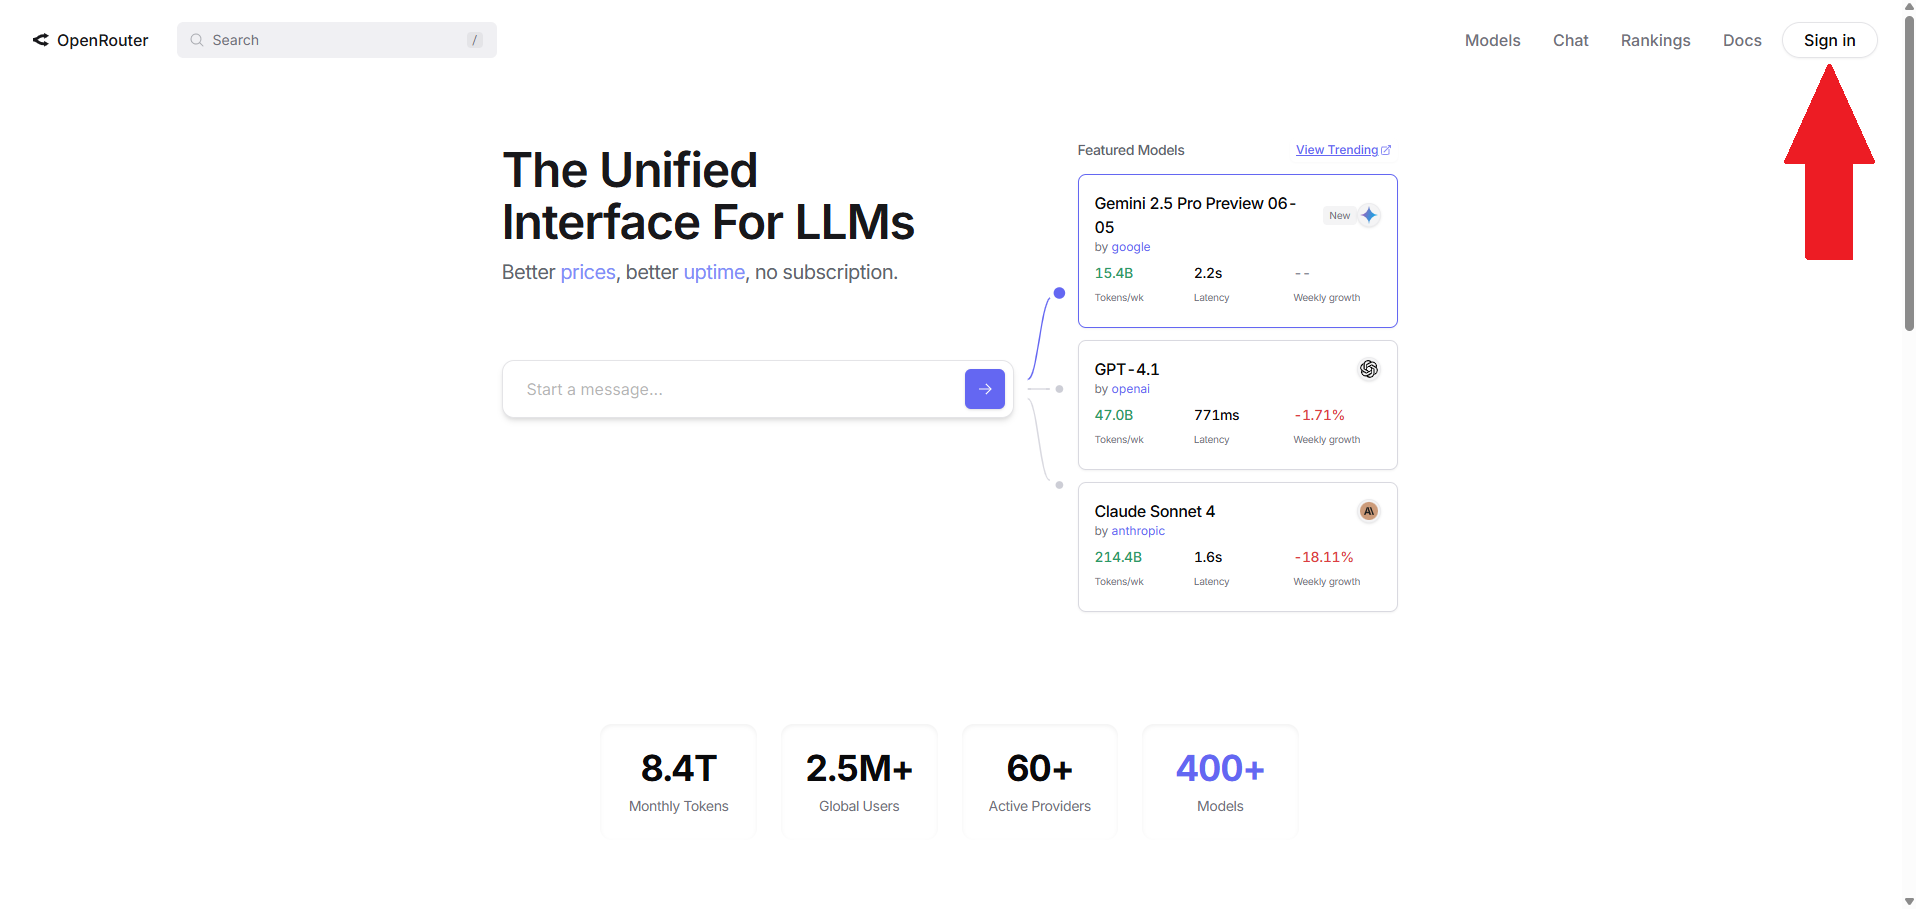 OpenRouter
Search
/
Models
Chat
Rankings
Docs
Sign in
The Unified
Interface For LLMs
Better prices, better uptime, no subscription.
Start a message...
Featured Models
View Trending
Gemini 2.5 Pro Preview 06-
05
New
by google
15.4B
2.2s
--
Tokens/wk
Latency
Weekly growth
GPT-4.1
by openai
47.0B
771ms
-1.71%
Tokens/wk
Latency
Weekly growth
Claude Sonnet 4
by anthropic
214.4B
1.6s
-18.11%
Tokens/wk
Latency
Weekly growth
8.4T
Monthly Tokens
2.5M+
Global Users
60+
Active Providers
400+
Models